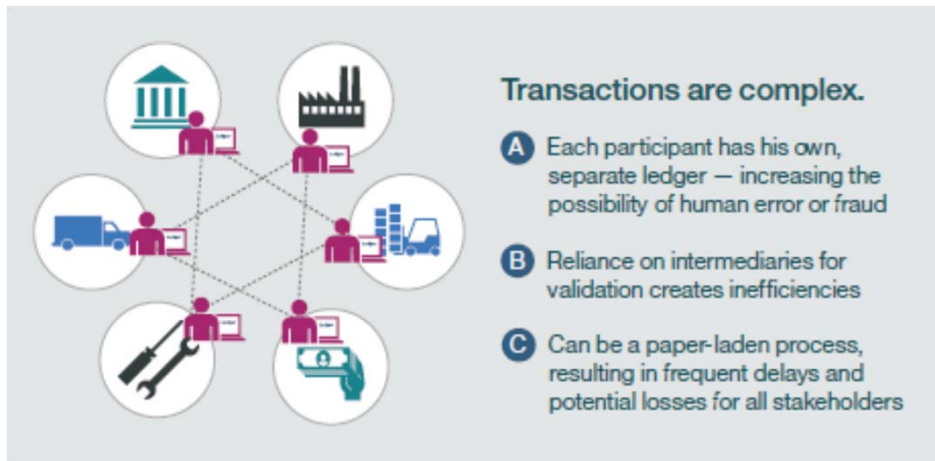 Transactions are complex.
A Each participant has his own,
separate ledger — increasing the
possibility of human error or fraud
B Reliance on intermediaries for
validation creates inefficiencies
C Can be a paper-laden process,
resulting in frequent delays and
potential losses for all stakeholders